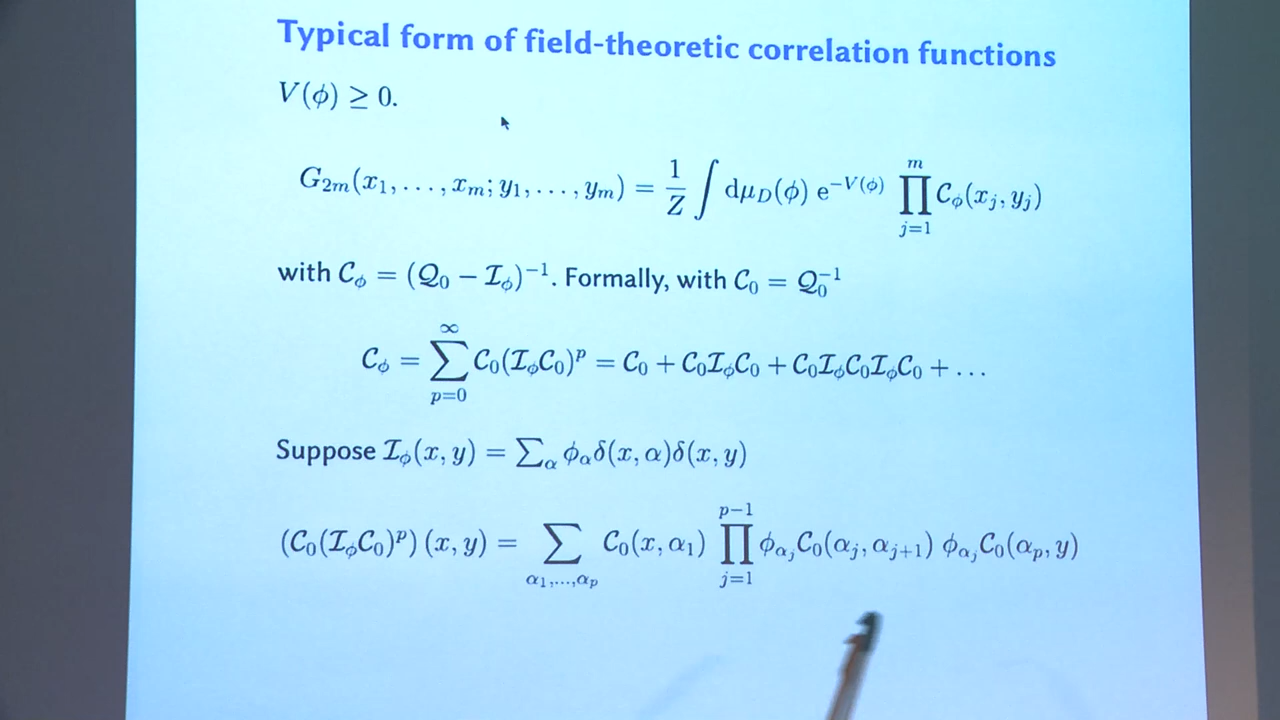 Typical form of field-theoretic correlation functions
V(ϕ) ≥ 0.
G_{2m}(x_1, . . . , x_m; y_1, . . . , y_m) = \frac{1}{Z} ∫ dμ_D(ϕ) e^{−V(ϕ)} ∏_{j=1}^{m} 𝒞_ϕ(x_j, y_j)
with 𝒞_ϕ = (𝒬_0 − ℐ_ϕ)^{−1}. Formally, with 𝒞_0 = 𝒬_0^{−1}
𝒞_ϕ = ∑_{p=0}^{∞} 𝒞_0(ℐ_ϕ𝒞_0)^p = 𝒞_0 + 𝒞_0ℐ_ϕ𝒞_0 + 𝒞_0ℐ_ϕ𝒞_0ℐ_ϕ𝒞_0 + . . .
Suppose ℐ_ϕ(x, y) = ∑_α ϕ_α δ(x, α)δ(x, y)
(𝒞_0(ℐ_ϕ𝒞_0)^p) (x, y) = ∑_{α_1,...,α_p} 𝒞_0(x, α_1) ∏_{j=1}^{p−1} ϕ_{α_j}𝒞_0(α_j, α_{j+1}) ϕ_{α_j}𝒞_0(α_p, y)